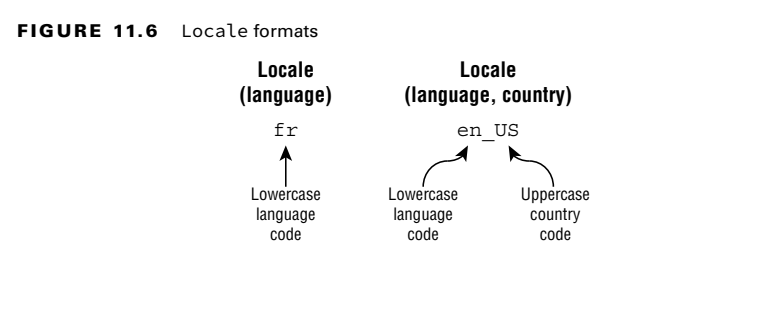 FIGURE 11.6 Locale formats
Locale
(language)
fr
Lowercase
language
code
Locale
(language, country)
en_US
Lowercase
language
code
Uppercase
country
code